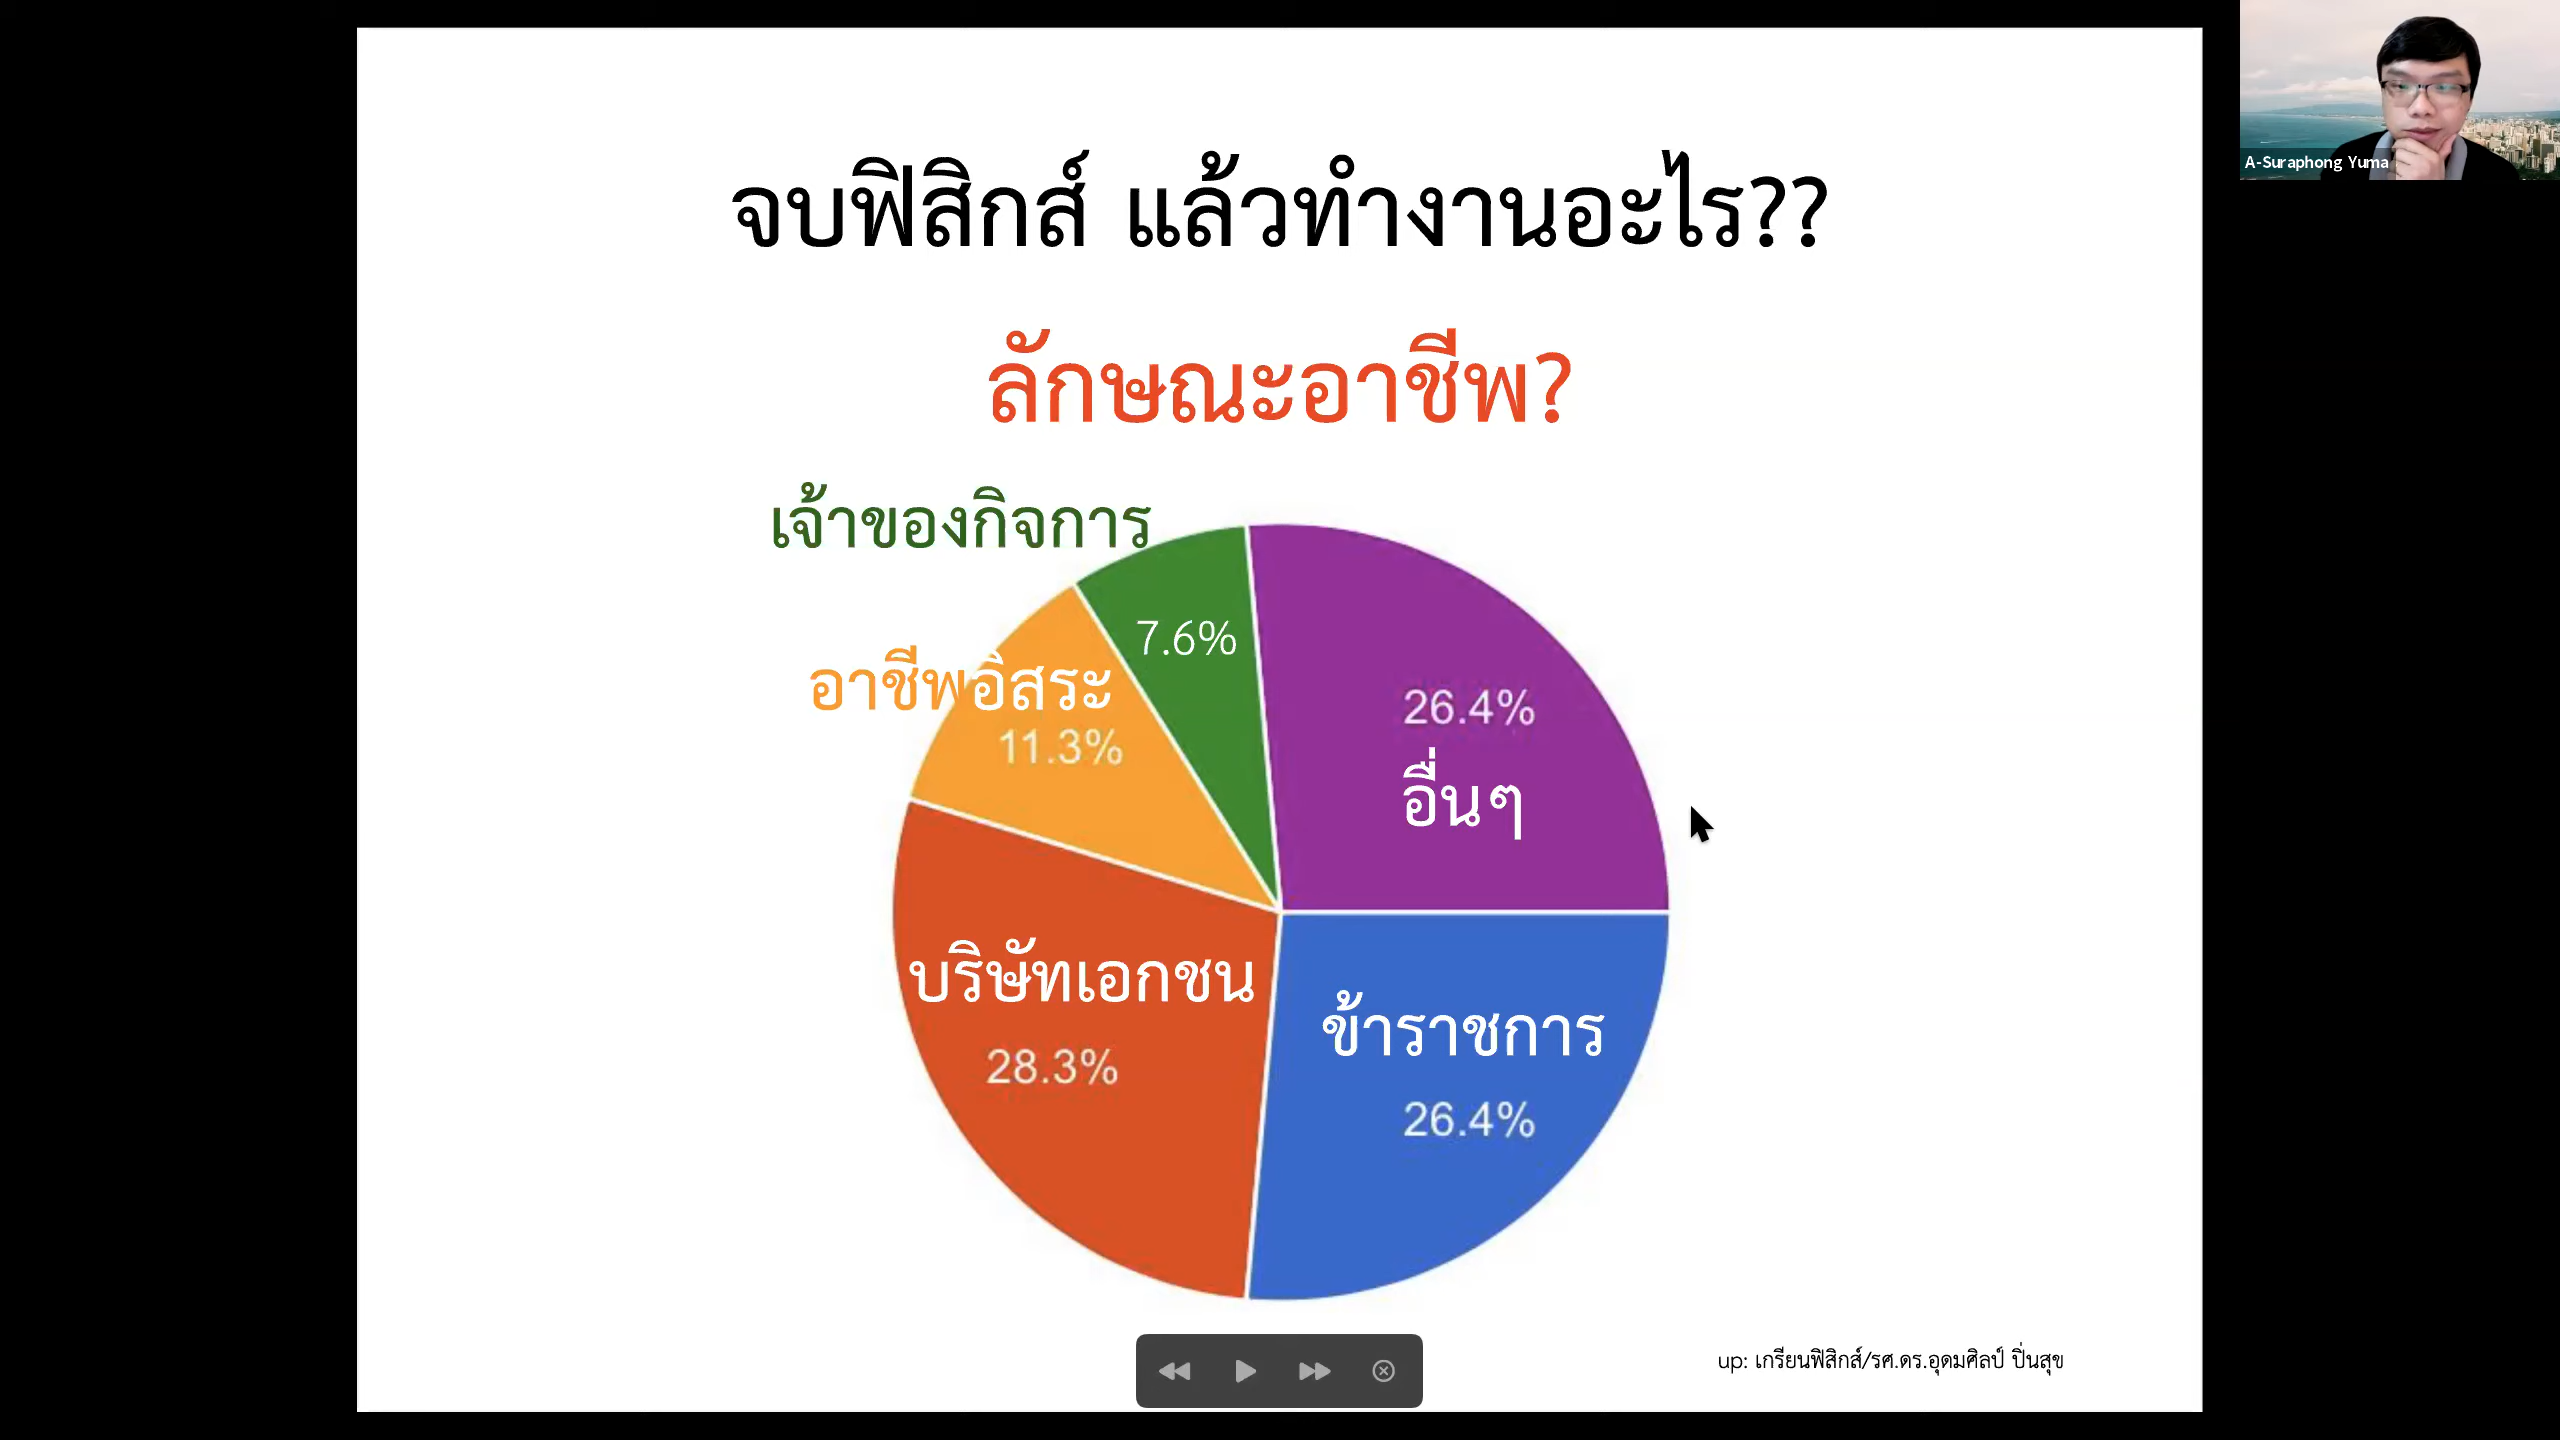 จบฟิสิกส์ แล้วทำงานอะไร??
ลักษณะอาชีพ?
เจ้าของกิจการ
7.6%
อาชีพอิสระ
11.3%
26.4%
อื่นๆ
บริษัทเอกชน
28.3%
ข้าราชการ
26.4%
up: เกรียนฟิสิกส์/รศ.ดร.อุดมศิลป์ ปิ่นสุข
A-Suraphong Yuma